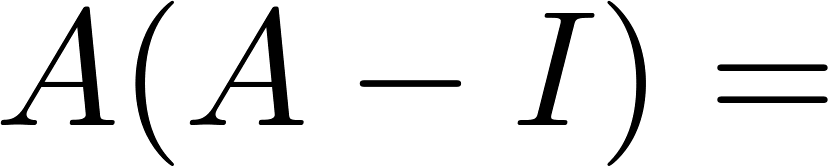 A(A − I) =